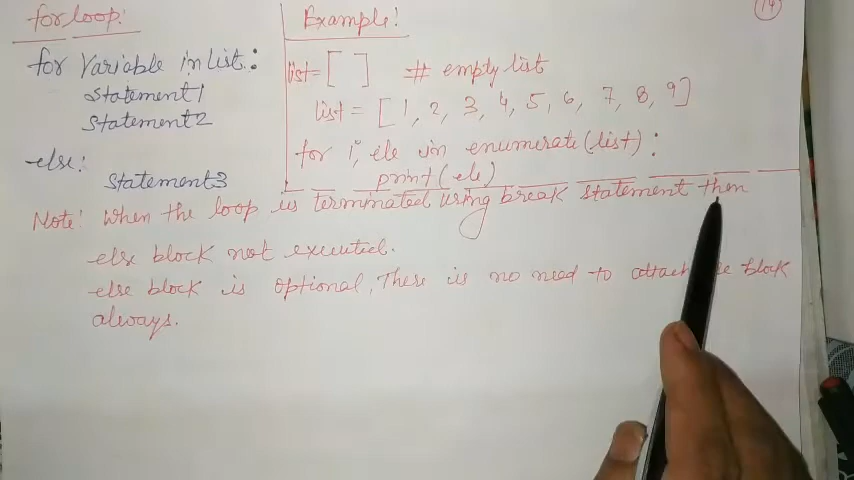 for loop:
for Variable in list:
Statement1
Statement2
else:
Statement3
Example!
list=[ ] # empty list
list = [1, 2, 3, 4, 5, 6, 7, 8, 9]
for i, ele in enumerate(list):
print(ele)
14
Note! When the loop is terminated using break statement then
else block not executed.
else block is optional, There is no need to attach block
always.